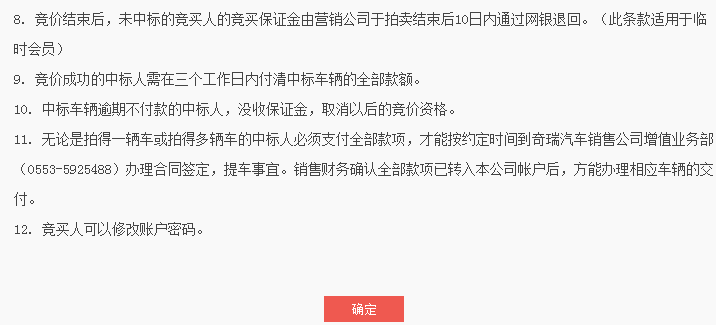 8. 竞价结束后，未中标的竞买人的竞买保证金由营销公司于拍卖结束后10日内通过网银退回。（此条款适用于临
时会员）
9. 竞价成功的中标人需在三个工作日内付清中标车辆的全部款额。
10. 中标车辆逾期不付款的中标人，没收保证金，取消以后的竞价资格。
11. 无论是拍得一辆车或拍得多辆车的中标人必须支付全部款项，才能按约定时间到奇瑞汽车销售公司增值业务部
（0553-5925488）办理合同签定，提车事宜。销售财务确认全部款项已转入本公司帐户后，方能办理相应车辆的交
付。
12. 竞买人可以修改账户密码。
确定